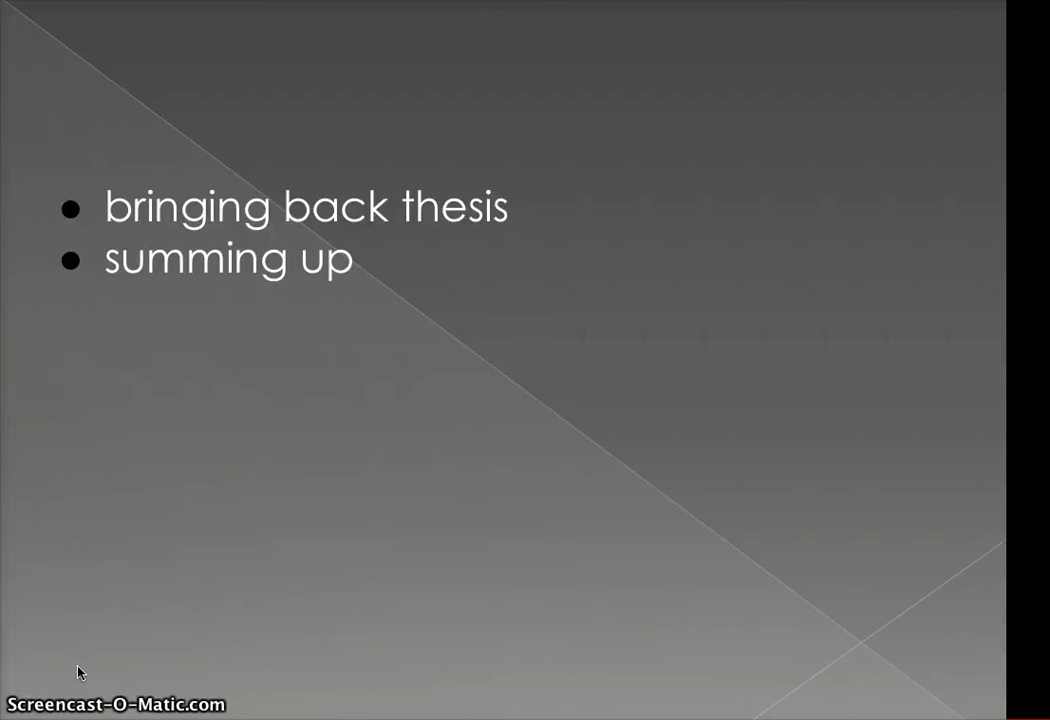 ● bringing back thesis
● summing up
Screencast-O-Matic.com